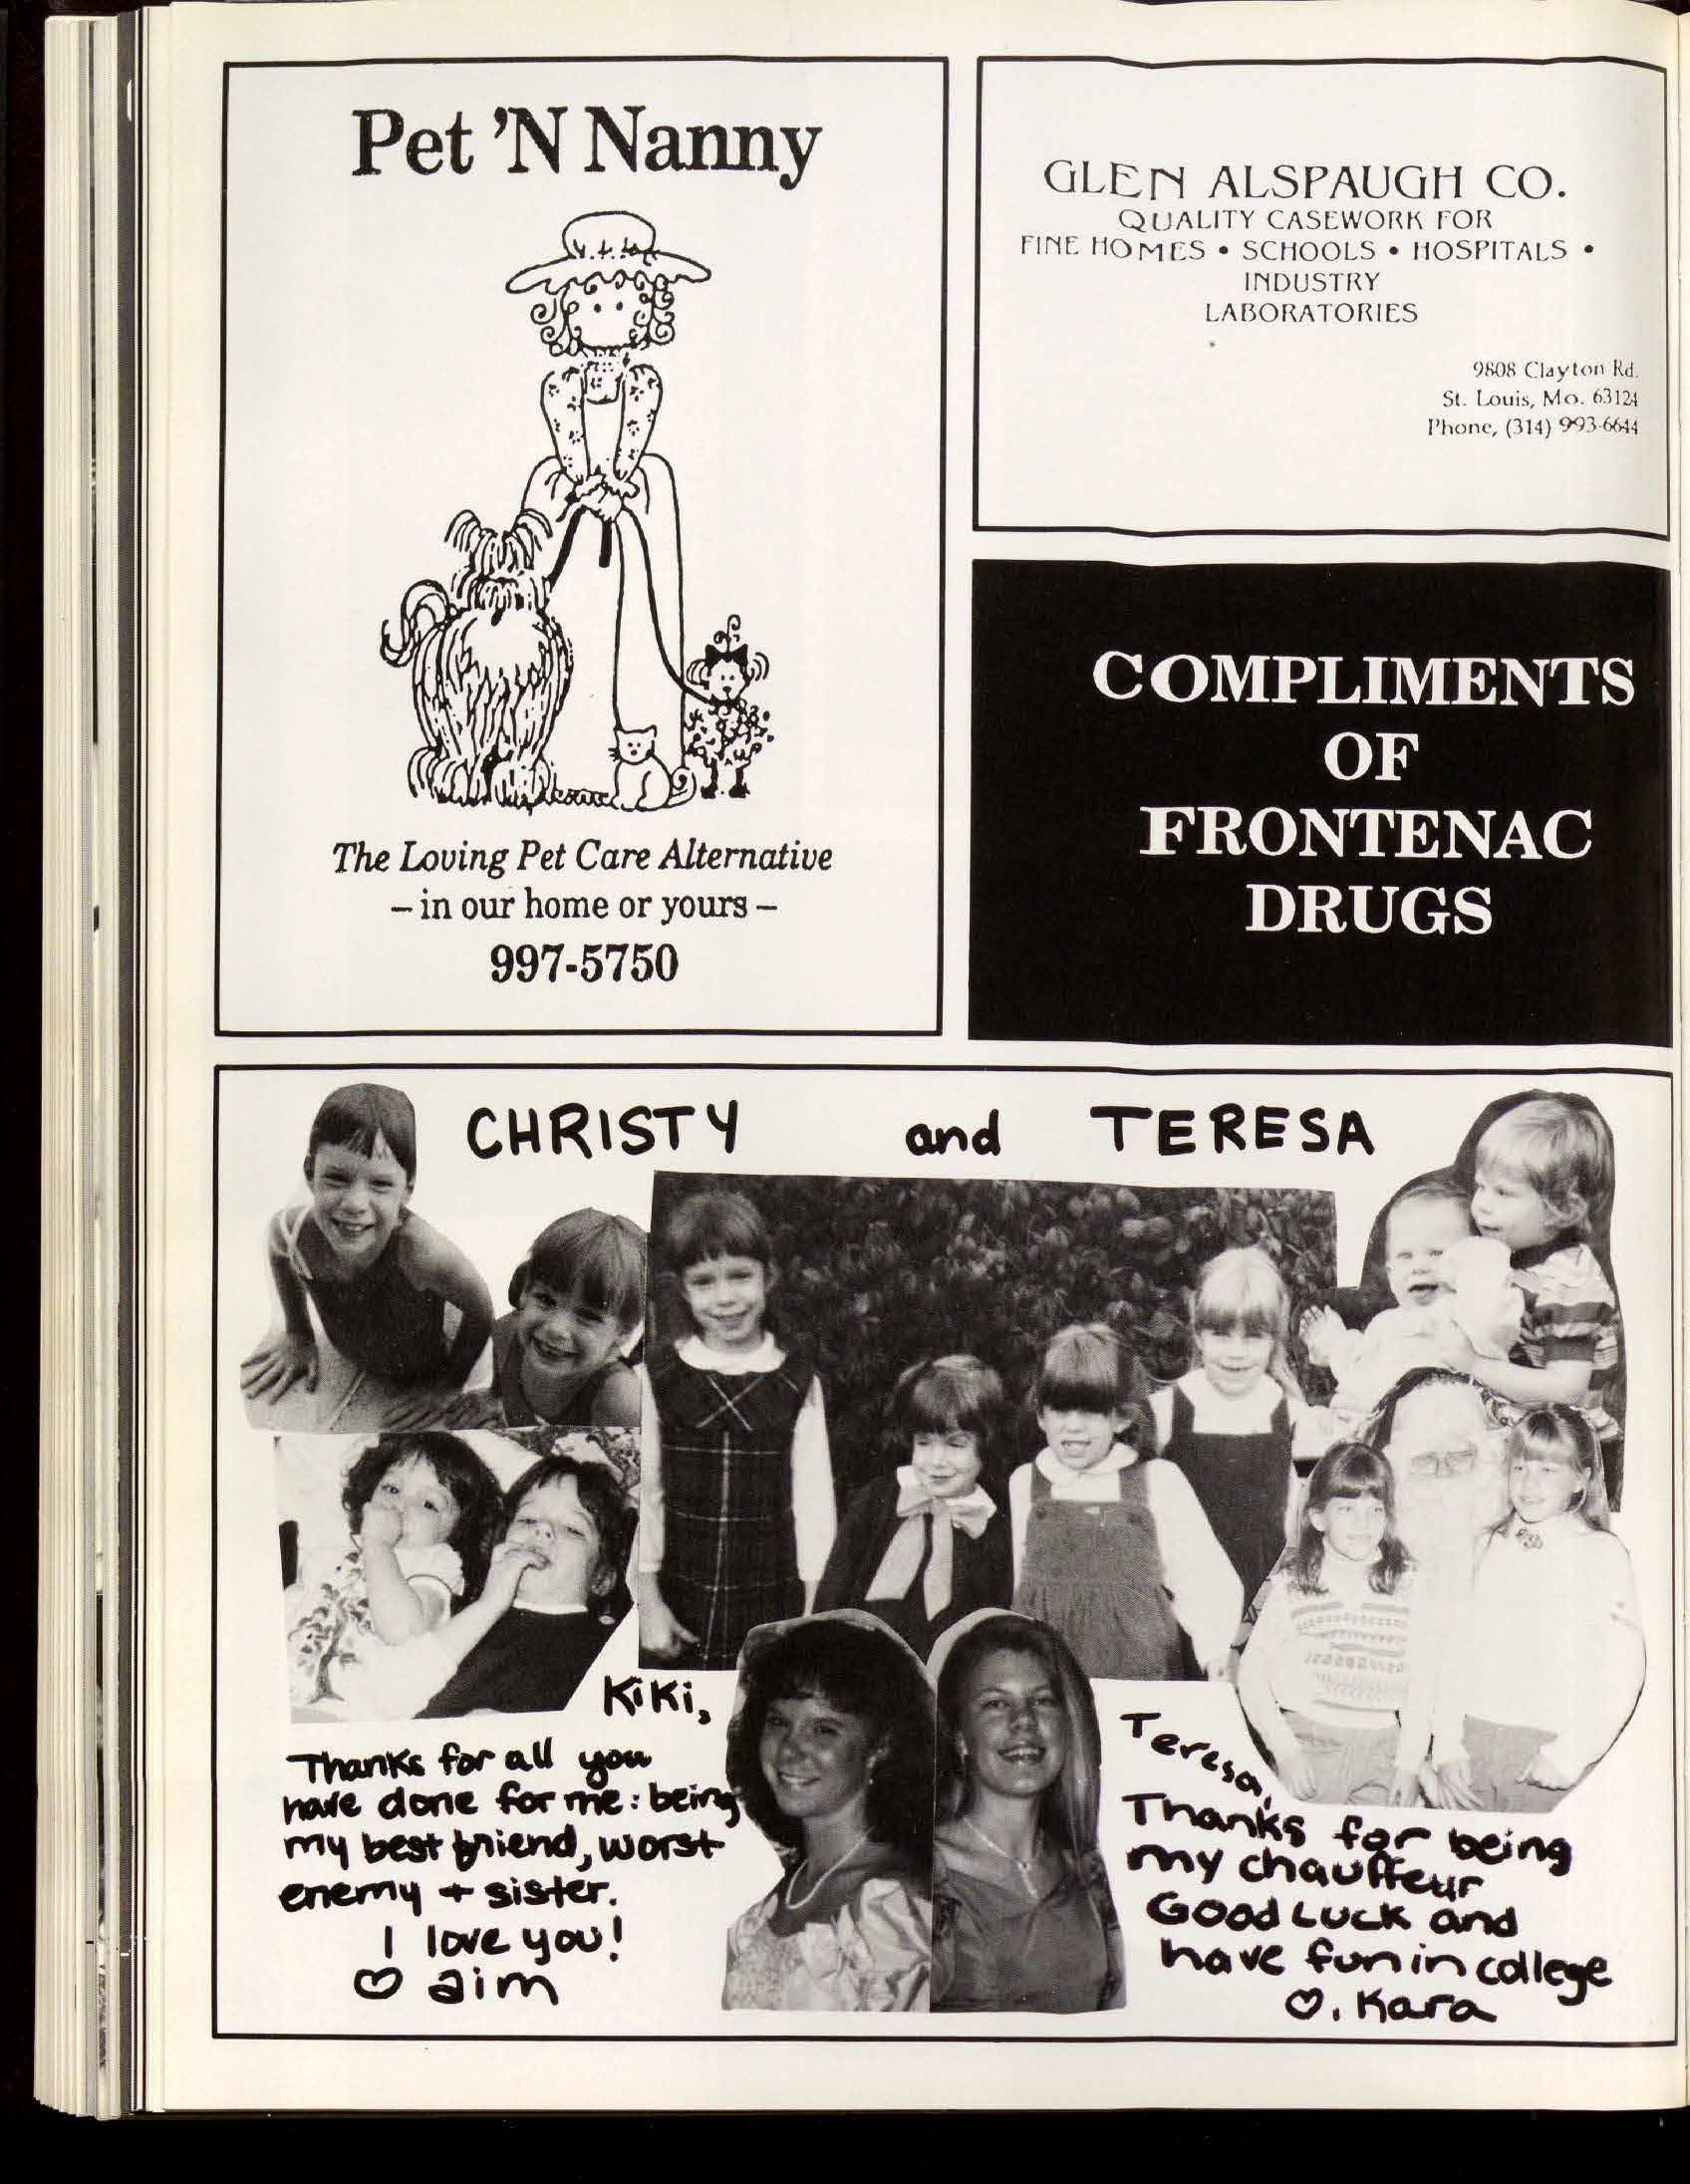 Pet 'N Nanny
The Loving Pet Care Alternative
– in our home or yours –
997-5750
GLEN ALSPAUGH CO.
QUALITY CASEWORK FOR
FINE HOMES • SCHOOLS • HOSPITALS •
INDUSTRY
LABORATORIES
9808 Clayton Rd.
St. Louis, Mo. 63124
Phone, (314) 993-6644
COMPLIMENTS
OF
FRONTENAC
DRUGS
CHRISTY and TERESA
Kiki,
Thanks for all you
have done for me: being
my best friend, worst
enemy + sister.
I love you!
♡ aim
Teresa,
Thanks for being
my chauffeur
Good Luck and
have fun in college
♡, Kara